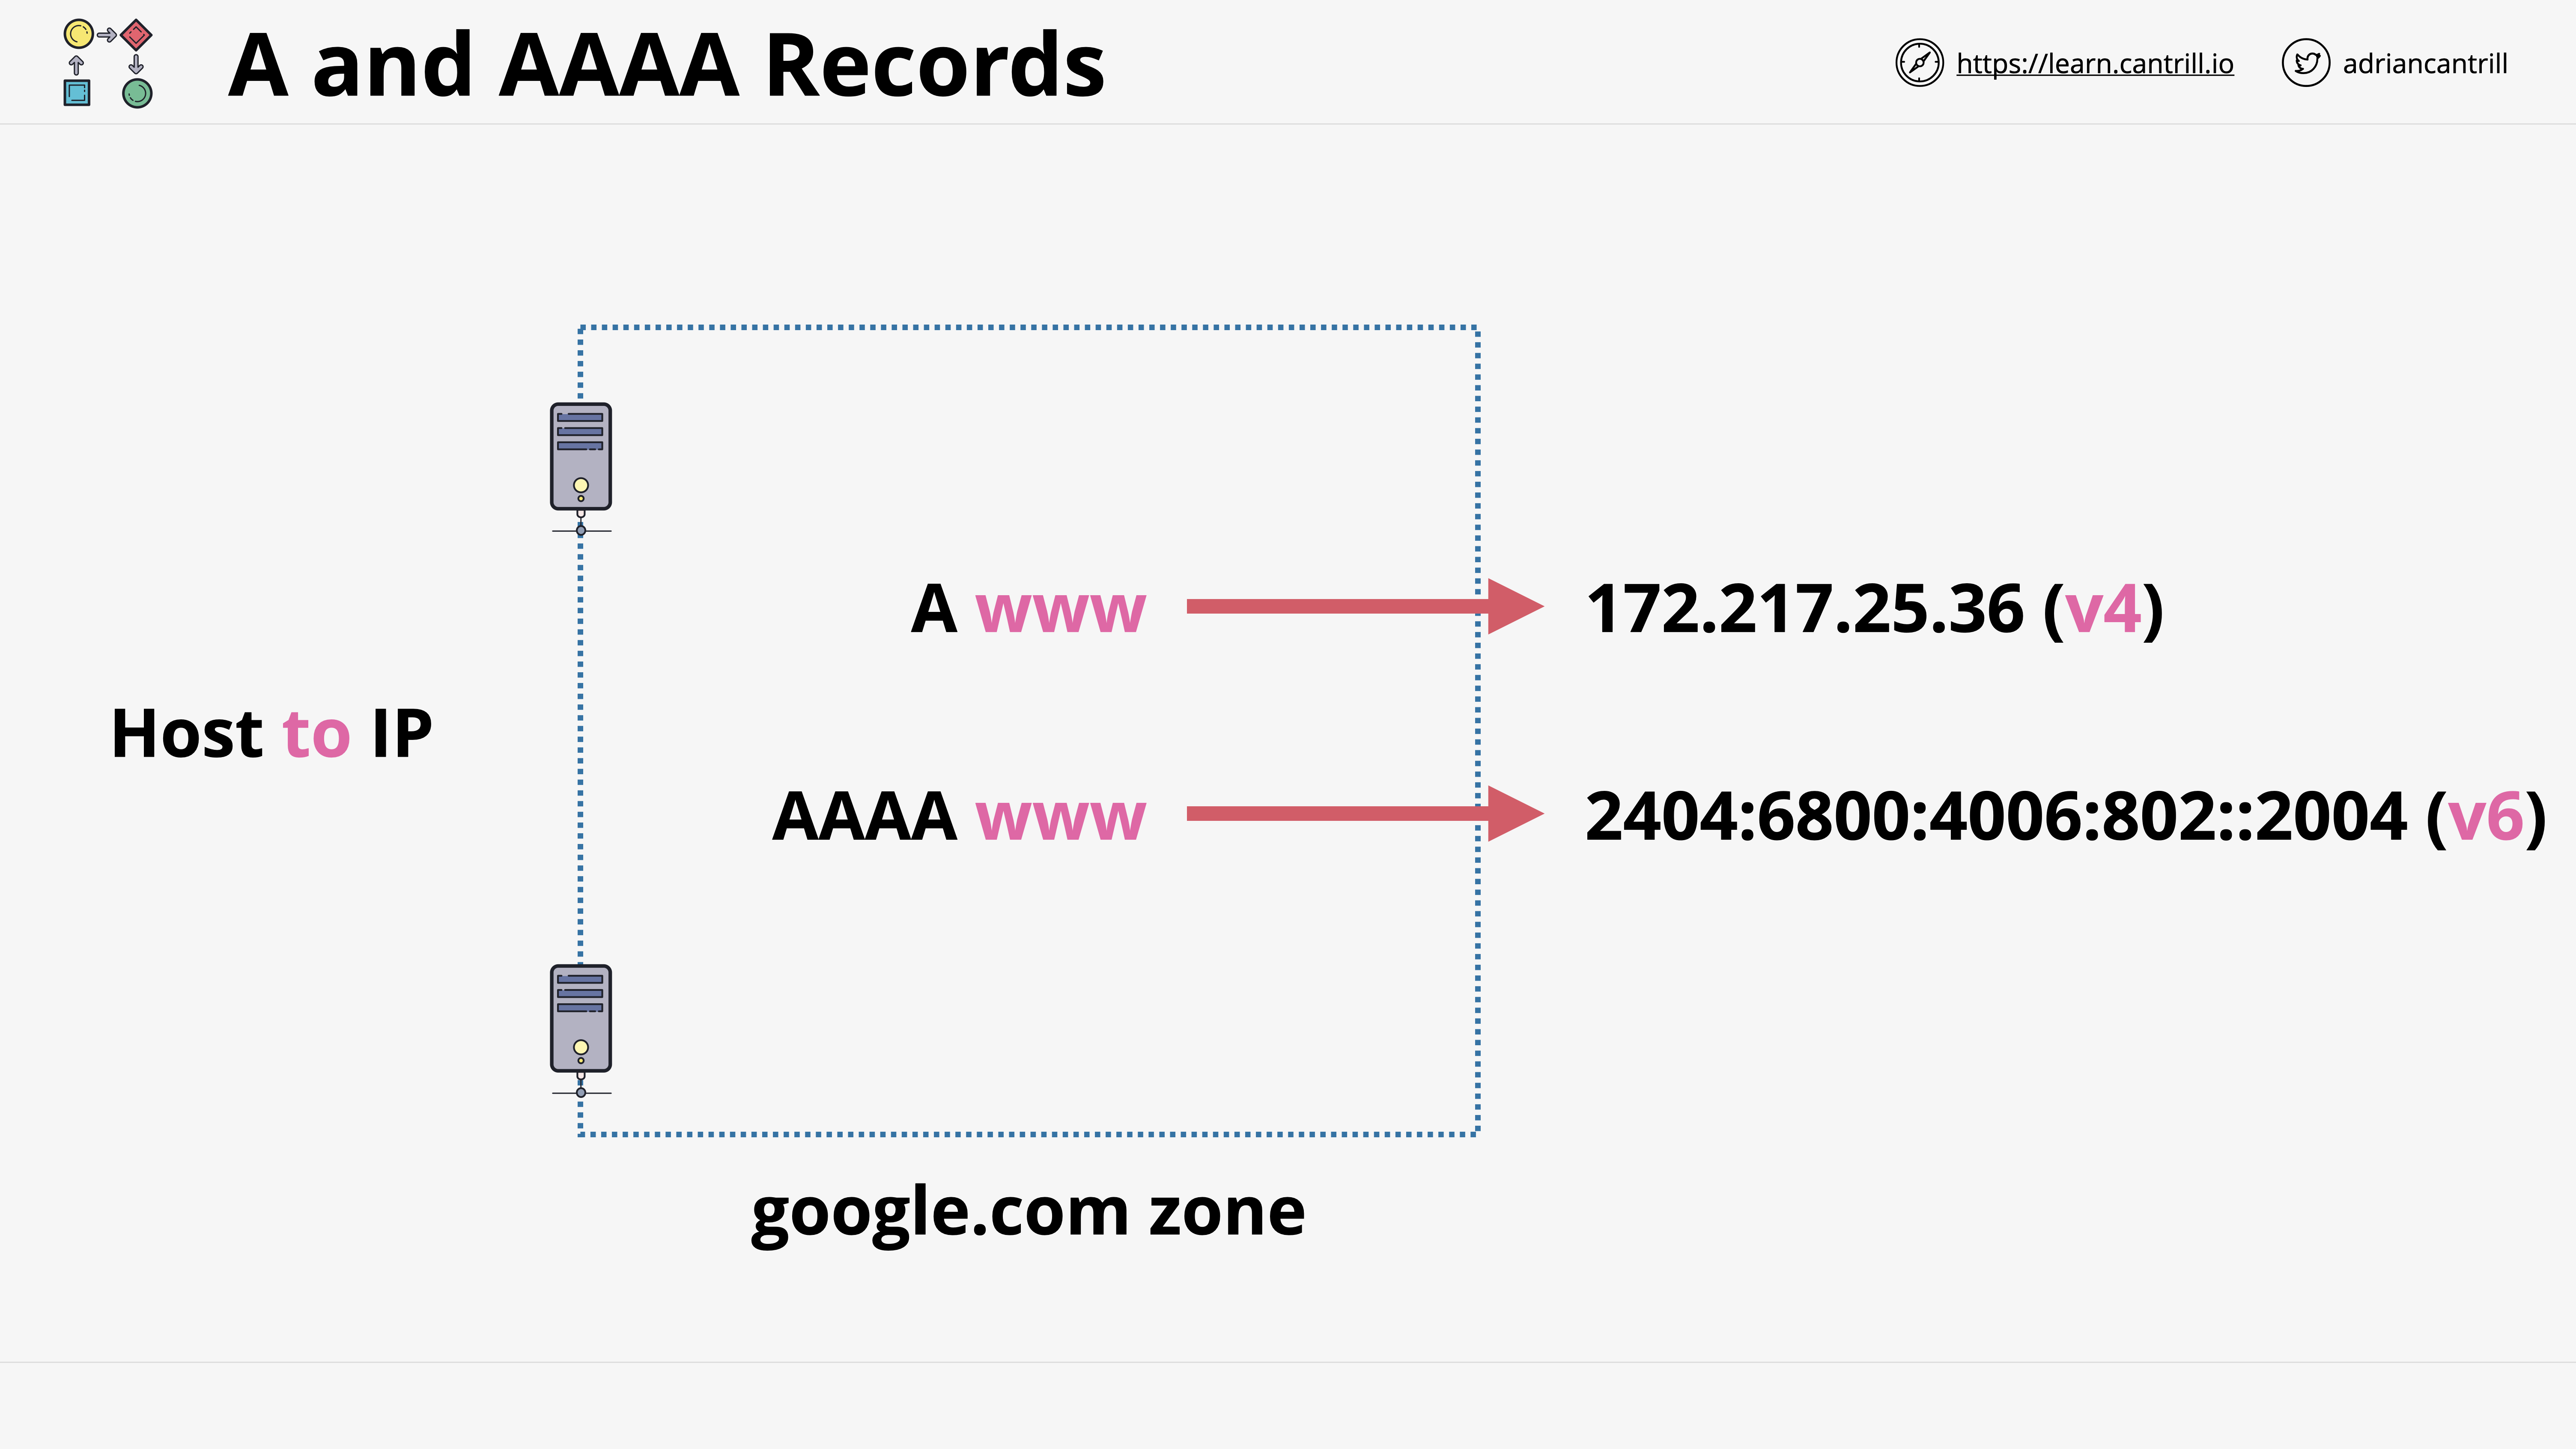 A and AAAA Records
https://learn.cantrill.io
adriancantrill
A www
172.217.25.36 (v4)
Host to IP
AAAA www
2404:6800:4006:802::2004 (v6)
google.com zone